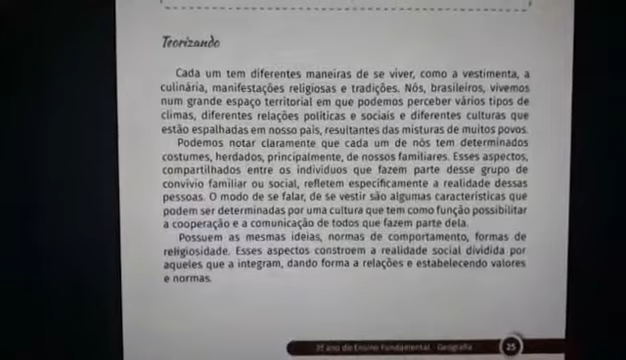 Teorizando
Cada um tem diferentes maneiras de se viver, como a vestimenta, a
culinária, manifestações religiosas e tradições. Nós, brasileiros, vivemos
num grande espaço territorial em que podemos perceber vários tipos de
climas, diferentes relações políticas e sociais e diferentes culturas que
estão espalhadas em nosso país, resultantes das misturas de muitos povos.
Podemos notar claramente que cada um de nós tem determinados
costumes, herdados, principalmente, de nossos familiares. Esses aspectos,
compartilhados entre os indivíduos que fazem parte desse grupo de
convívio familiar ou social, refletem especificamente a realidade dessas
pessoas. O modo de se falar, de se vestir são algumas características que
podem ser determinadas por uma cultura que tem como função possibilitar
a cooperação e a comunicação de todos que fazem parte dela.
Possuem as mesmas ideias, normas de comportamento, formas de
religiosidade. Esses aspectos constroem a realidade social dividida por
aqueles que a integram, dando forma a relações e estabelecendo valores
e normas.
3º ano do Ensino Fundamental - Geografia 25